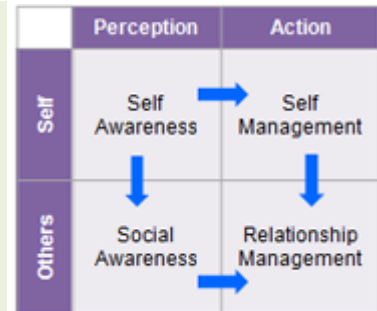 Perception Action
Self
Self
Awareness
Self
Management
Others
Social
Awareness
Relationship
Management